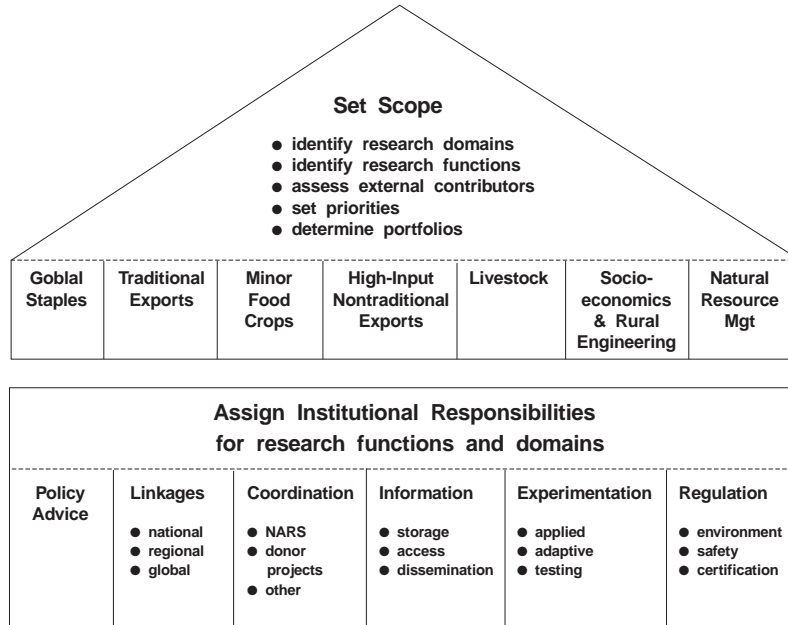 Set Scope
● identify research domains
● identify research functions
● assess external contributors
● set priorities
● determine portfolios
Goblal
Staples
Traditional
Exports
Minor
Food
Crops
High-Input
Nontraditional
Exports
Livestock
Socio-
economics
& Rural
Engineering
Natural
Resource
Mgt
Assign Institutional Responsibilities
for research functions and domains
Policy
Advice
Linkages
● national
● regional
● global
Coordination
● NARS
● donor
projects
● other
Information
● storage
● access
● dissemination
Experimentation
● applied
● adaptive
● testing
Regulation
● environment
● safety
● certification